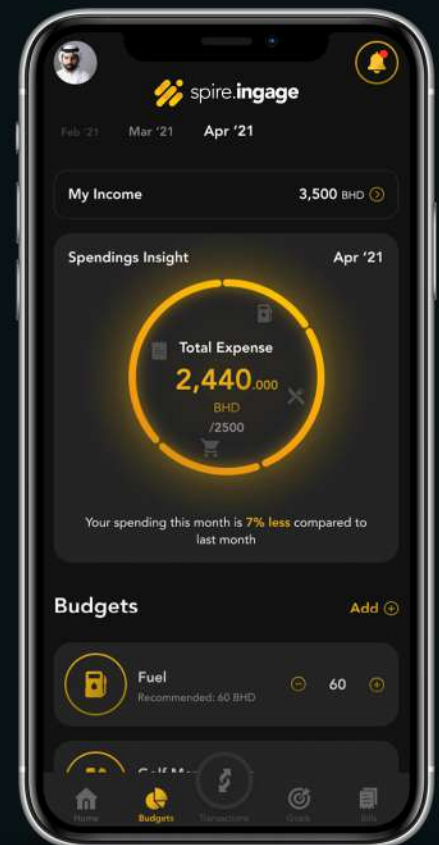 spire.ingage
Feb '21 Mar '21 Apr '21
My Income 3,500 BHD
Spendings Insight Apr '21
Total Expense
2,440.000
BHD
/2500
Your spending this month is 7% less compared to
last month
Budgets Add
Fuel
Recommended: 60 BHD
60
Home Budgets Transactions Goals Bills